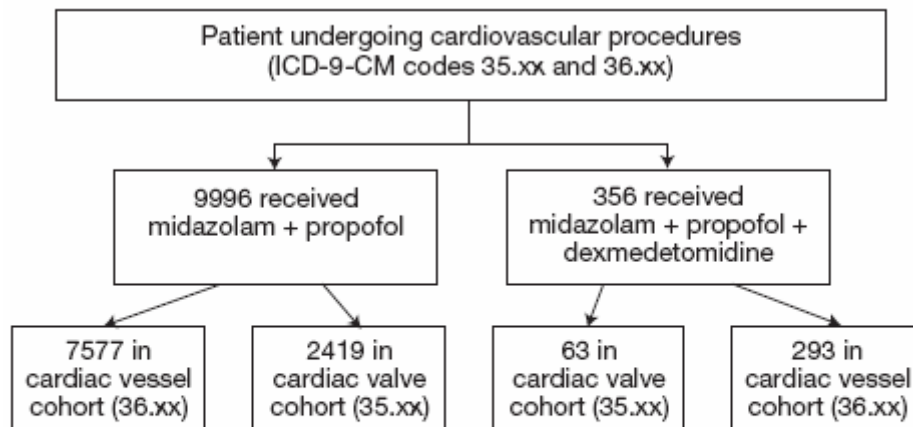 Patient undergoing cardiovascular procedures
(ICD-9-CM codes 35.xx and 36.xx)
9996 received
midazolam + propofol
356 received
midazolam + propofol +
dexmedetomidine
7577 in
cardiac vessel
cohort (36.xx)
2419 in
cardiac valve
cohort (35.xx)
63 in
cardiac valve
cohort (35.xx)
293 in
cardiac vessel
cohort (36.xx)